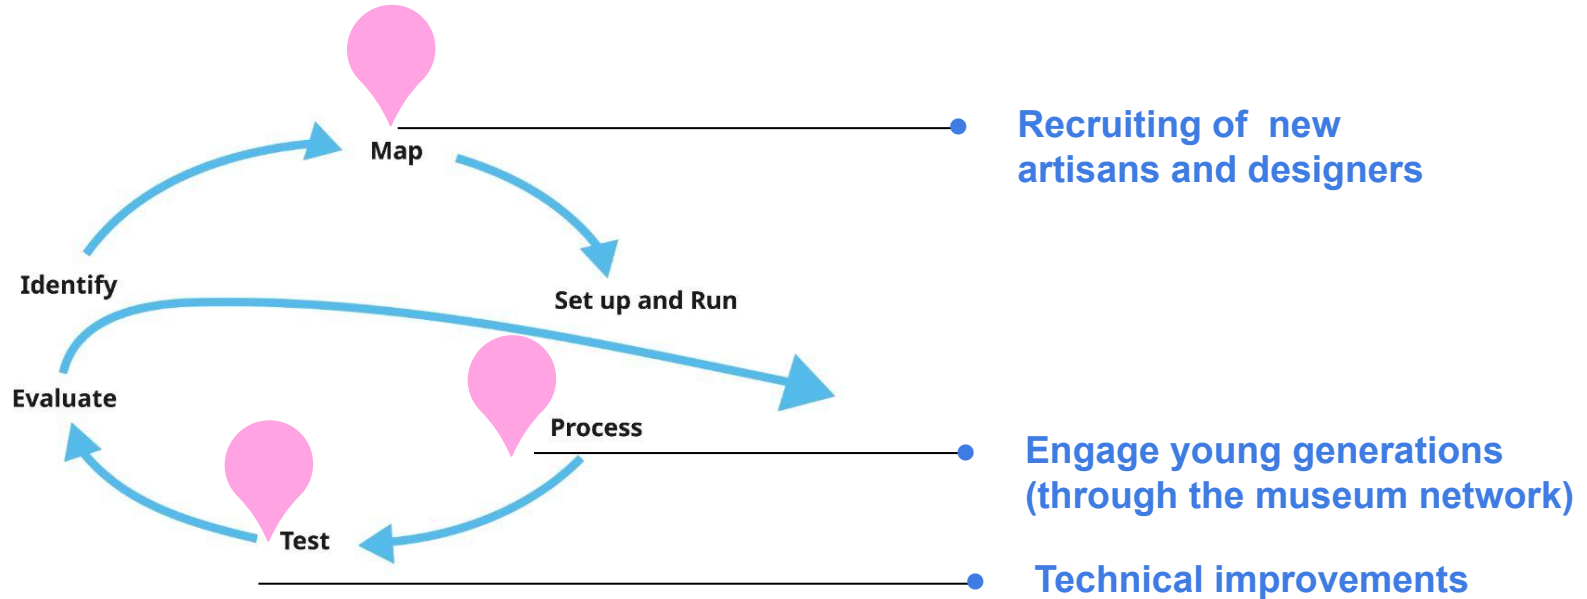 Map
Recruiting of new
artisans and designers
Identify
Set up and Run
Evaluate
Process
Engage young generations
(through the museum network)
Test
Technical improvements